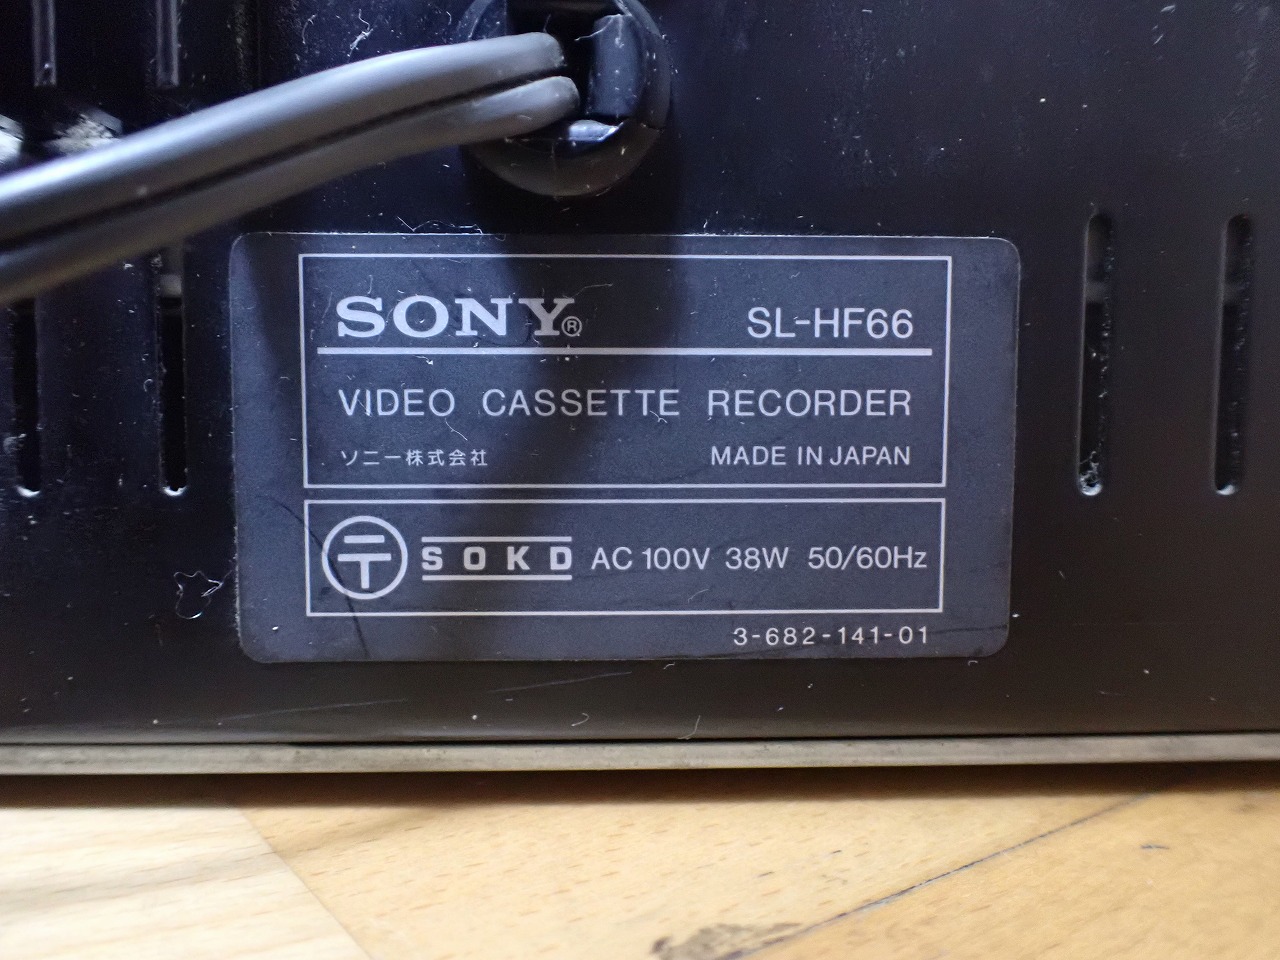 SONY® SL-HF66
VIDEO CASSETTE RECORDER
ソニー株式会社 MADE IN JAPAN
〒 SOKD AC 100V 38W 50/60Hz
3-682-141-01